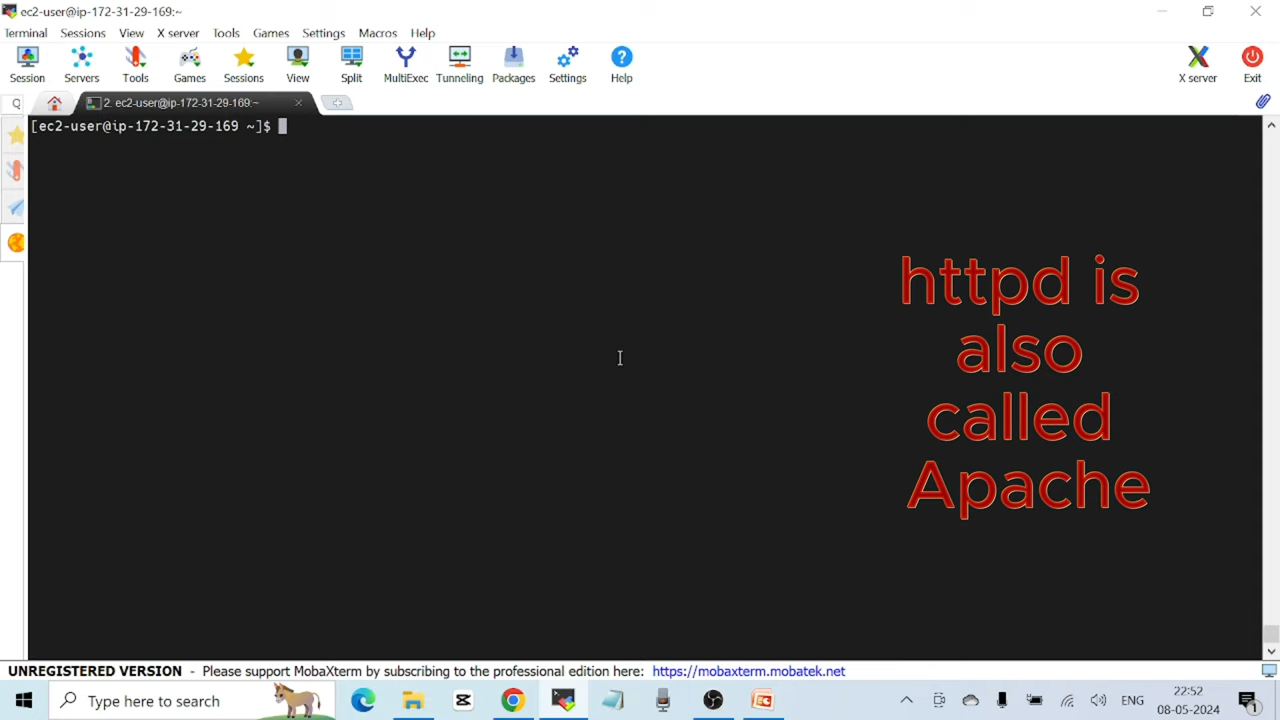 ec2-user@ip-172-31-29-169:~
Terminal Sessions View X server Tools Games Settings Macros Help
Session Servers Tools Games Sessions View Split MultiExec Tunneling Packages Settings Help X server Exit
Q 2. ec2-user@ip-172-31-29-169:~
[ec2-user@ip-172-31-29-169 ~]$
httpd is
also
called
Apache
UNREGISTERED VERSION - Please support MobaXterm by subscribing to the professional edition here: https://mobaxterm.mobatek.net
Type here to search ENG 22:52
08-05-2024 1